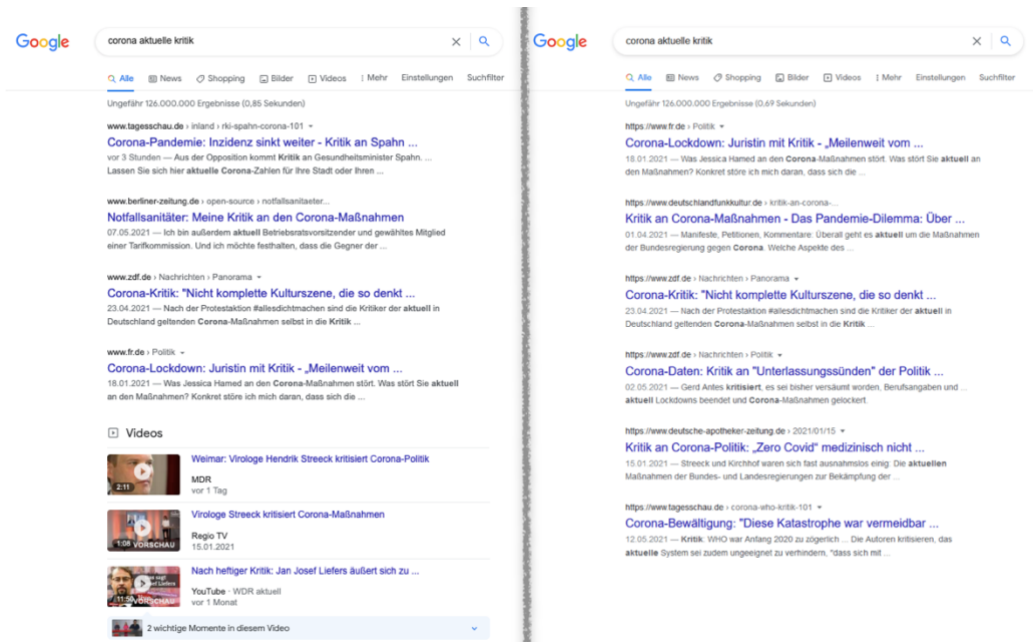 Google
corona aktuelle kritik
Alle News Shopping Bilder Videos Mehr Einstellungen Suchfilter
Ungefähr 126.000.000 Ergebnisse (0,85 Sekunden)
www.tagesschau.de › inland › rki-spahn-corona-101
Corona-Pandemie: Inzidenz sinkt weiter - Kritik an Spahn ...
vor 3 Stunden — Aus der Opposition kommt Kritik an Gesundheitsminister Spahn. ...
Lassen Sie sich hier aktuelle Corona-Zahlen für Ihre Stadt oder Ihren ...
www.berliner-zeitung.de › open-source › notfallsanitaeter...
Notfallsanitäter: Meine Kritik an den Corona-Maßnahmen
07.05.2021 — Ich bin außerdem aktuell Betriebsratsvorsitzender und gewähltes Mitglied
einer Tarifkommission. Und ich möchte festhalten, dass die Gegner der ...
www.zdf.de › Nachrichten › Panorama
Corona-Kritik: "Nicht komplette Kulturszene, die so denkt ...
23.04.2021 — Nach der Protestaktion #allesdichtmachen sind die Kritiker der aktuell in
Deutschland geltenden Corona-Maßnahmen selbst in die Kritik ...
www.fr.de › Politik
Corona-Lockdown: Juristin mit Kritik - „Meilenweit vom ...
18.01.2021 — Was Jessica Hamed an den Corona-Maßnahmen stört. Was stört Sie aktuell
an den Maßnahmen? Konkret störe ich mich daran, dass sich die ...
Videos
Weimar: Virologe Hendrik Streeck kritisiert Corona-Politik
MDR
vor 1 Tag
2:11
Virologe Streeck kritisiert Corona-Maßnahmen
Regio TV
15.01.2021
1:08 VORSCHAU
Nach heftiger Kritik: Jan Josef Liefers äußert sich zu ...
YouTube · WDR aktuell
vor 1 Monat
11:50 VORSCHAU
2 wichtige Momente in diesem Video
Google
corona aktuelle kritik
Alle News Shopping Bilder Videos Mehr Einstellungen Suchfilter
Ungefähr 126.000.000 Ergebnisse (0,69 Sekunden)
https://www.fr.de › Politik
Corona-Lockdown: Juristin mit Kritik - „Meilenweit vom ...
18.01.2021 — Was Jessica Hamed an den Corona-Maßnahmen stört. Was stört Sie aktuell an
den Maßnahmen? Konkret störe ich mich daran, dass sich die ...
https://www.deutschlandfunkkultur.de › kritik-an-corona-...
Kritik an Corona-Maßnahmen - Das Pandemie-Dilemma: Über ...
01.04.2021 — Manifeste, Petitionen, Kommentare: Überall geht es aktuell um die Maßnahmen
der Bundesregierung gegen Corona. Welche Aspekte des ...
https://www.zdf.de › Nachrichten › Panorama
Corona-Kritik: "Nicht komplette Kulturszene, die so denkt ...
23.04.2021 — Nach der Protestaktion #allesdichtmachen sind die Kritiker der aktuell in
Deutschland geltenden Corona-Maßnahmen selbst in die Kritik ...
https://www.zdf.de › Nachrichten › Politik
Corona-Daten: Kritik an "Unterlassungssünden" der Politik ...
02.05.2021 — Gerd Antes kritisiert, es sei bisher versäumt worden, Berufsangaben und ...
aktuell Lockdowns beendet und Corona-Maßnahmen gelockert.
https://www.deutsche-apotheker-zeitung.de › 2021/01/15
Kritik an Corona-Politik: „Zero Covid“ medizinisch nicht ...
15.01.2021 — Streeck und Kirchhof waren sich fast ausnahmslos einig: Die aktuellen
Maßnahmen der Bundes- und Landesregierungen zur Bekämpfung der ...
https://www.tagesschau.de › corona-who-kritik-101
Corona-Bewältigung: "Diese Katastrophe war vermeidbar ...
12.05.2021 — Kritik: WHO war Anfang 2020 zu zögerlich ... Die Autoren kritisieren, das
aktuelle System sei zudem ungeeignet zu verhindern, "dass sich mit ...